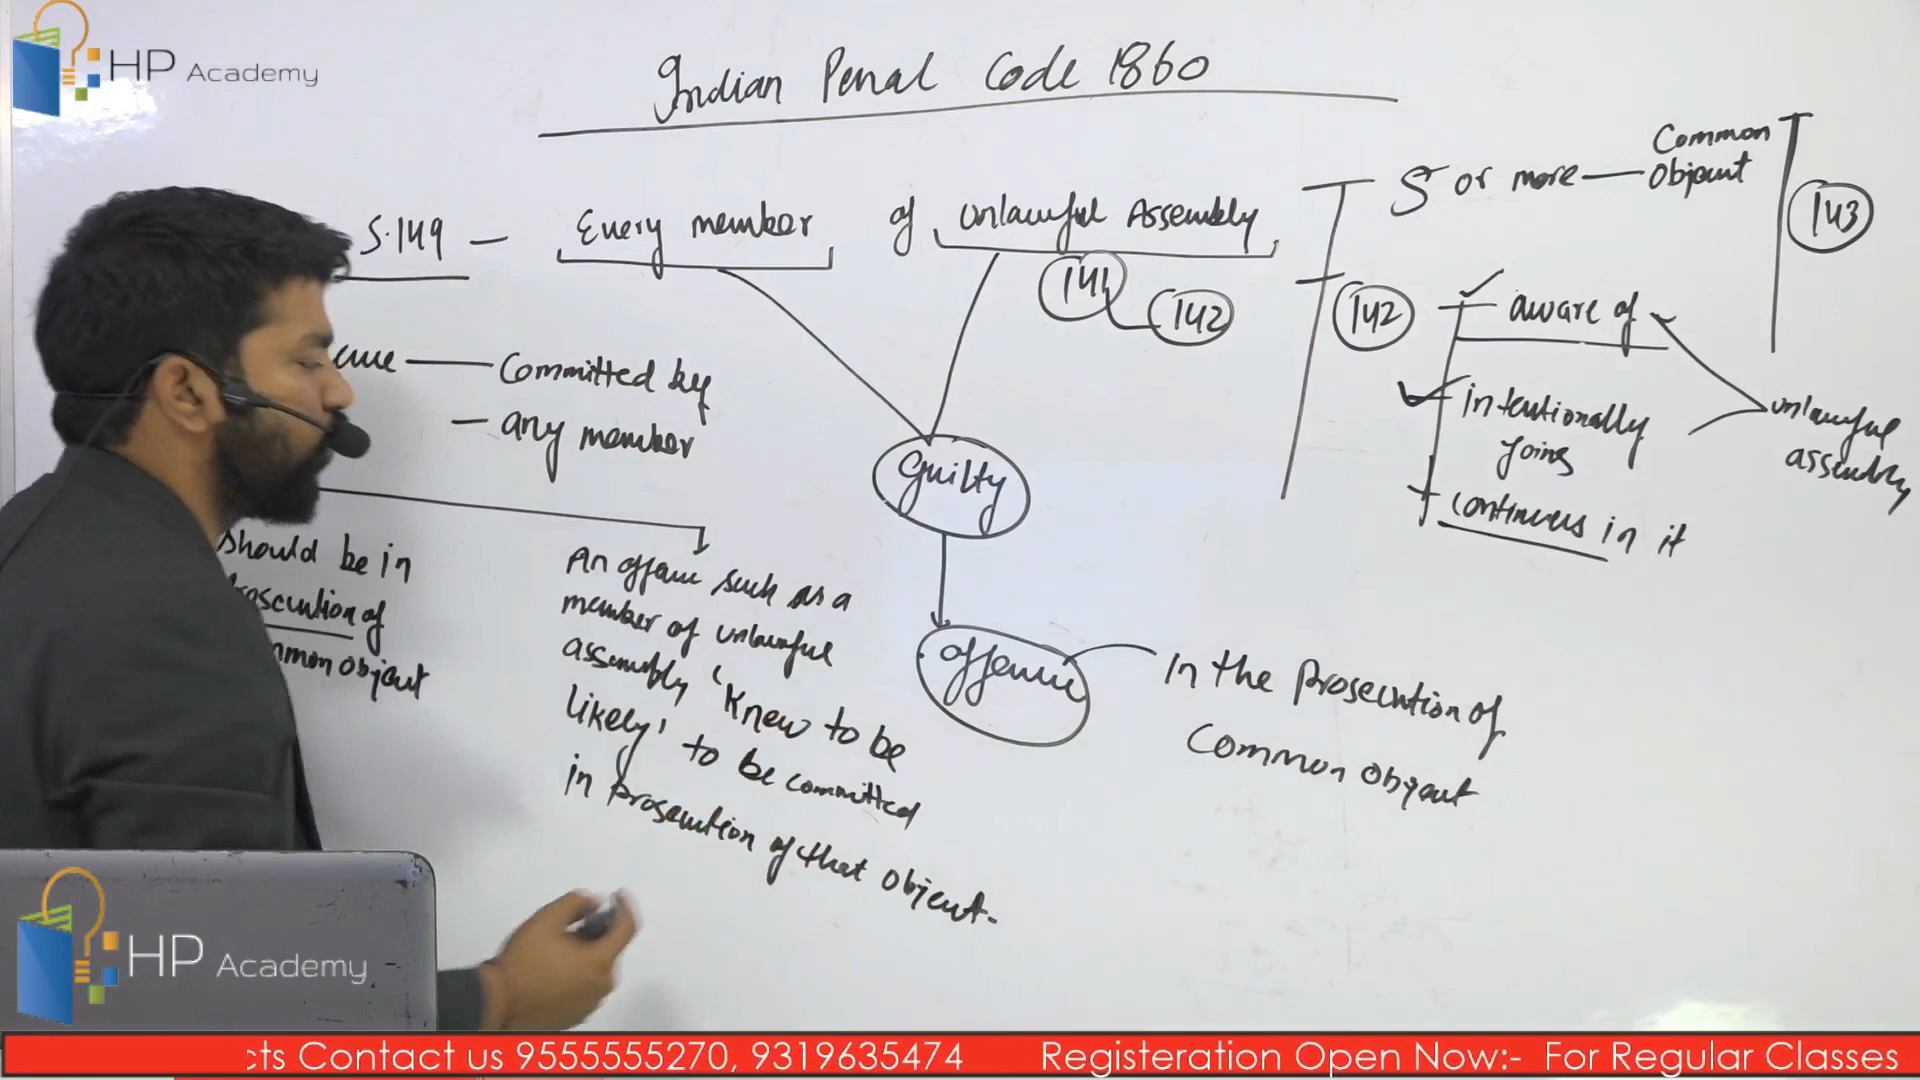 HP Academy
Indian Penal Code 1860
S.149 - Every member of unlawful Assembly
141
142
5 or more - Common
Object
143
142
aware of
intentionally
joins
continues in it
unlawful
assembly
Committed by
- any member
Guilty
offence
In the Prosecution of
Common Object
should be in
of
Object
An offence such as a
member of unlawful
assembly 'Knew to be
likely' to be committed
in prosecution of that object.
HP Academy
cts Contact us 9555555270, 9319635474
Registeration Open Now:- For Regular Classes